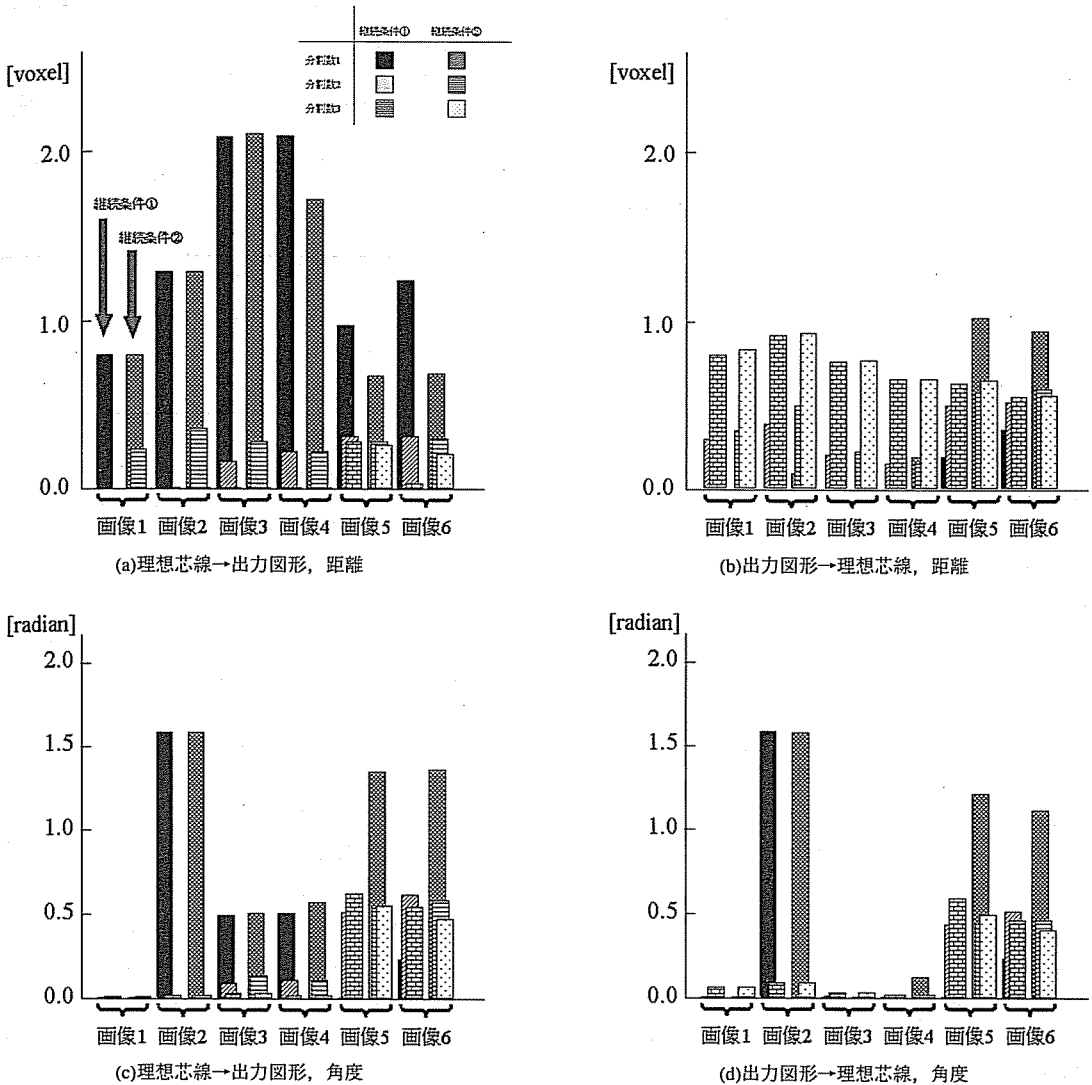 継続条件① 継続条件②
分割数1
分割数2
分割数3
[voxel]
2.0
1.0
0.0
継続条件①
継続条件②
画像1 画像2 画像3 画像4 画像5 画像6
(a)理想芯線→出力図形，距離
[voxel]
2.0
1.0
0.0
画像1 画像2 画像3 画像4 画像5 画像6
(b)出力図形→理想芯線，距離
[radian]
2.0
1.5
1.0
0.5
0.0
画像1 画像2 画像3 画像4 画像5 画像6
(c)理想芯線→出力図形，角度
[radian]
2.0
1.5
1.0
0.5
0.0
画像1 画像2 画像3 画像4 画像5 画像6
(d)出力図形→理想芯線，角度